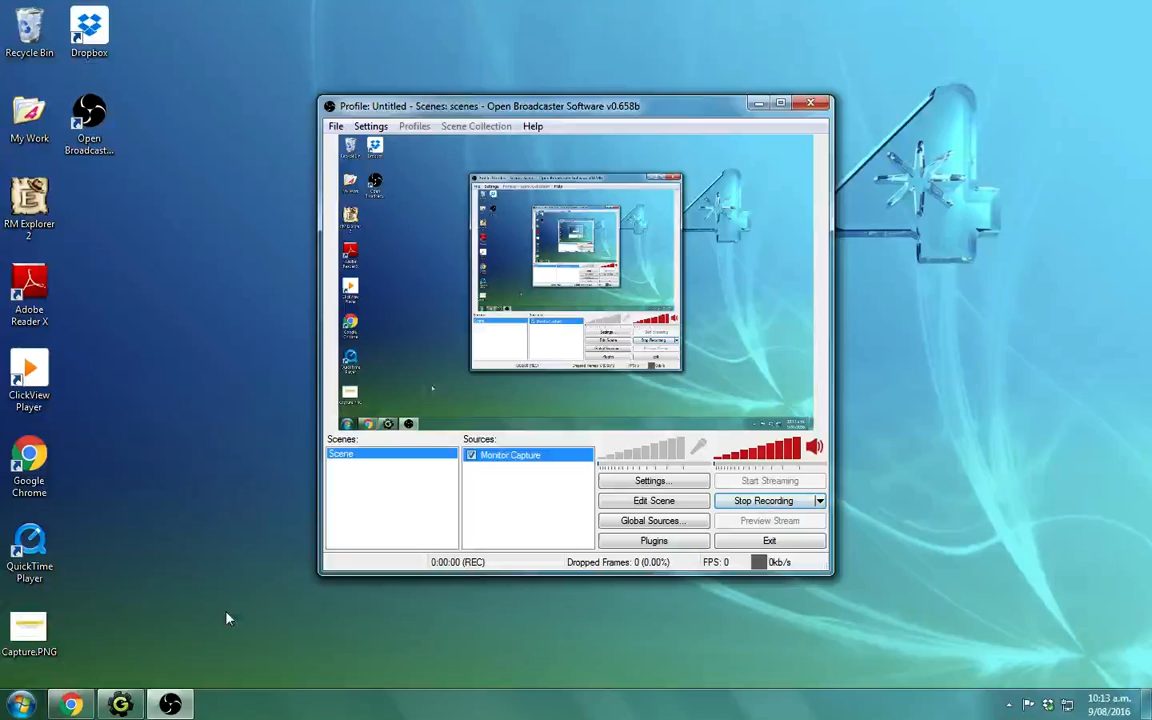 Recycle Bin
Dropbox
My Work
Open
Broadcast...
RM Explorer
2
Adobe
Reader X
ClickView
Player
Google
Chrome
QuickTime
Player
Capture.PNG
Profile: Untitled - Scenes: scenes - Open Broadcaster Software v0.658b
File Settings Profiles Scene Collection Help
Scenes:
Scene
Sources:
Monitor Capture
Settings...
Start Streaming
Edit Scene
Stop Recording
Global Sources...
Preview Stream
Plugins
Exit
0:00:00 (REC)
Dropped Frames: 0 (0.00%)
FPS: 0
0kb/s
10:13 a.m.
9/08/2016